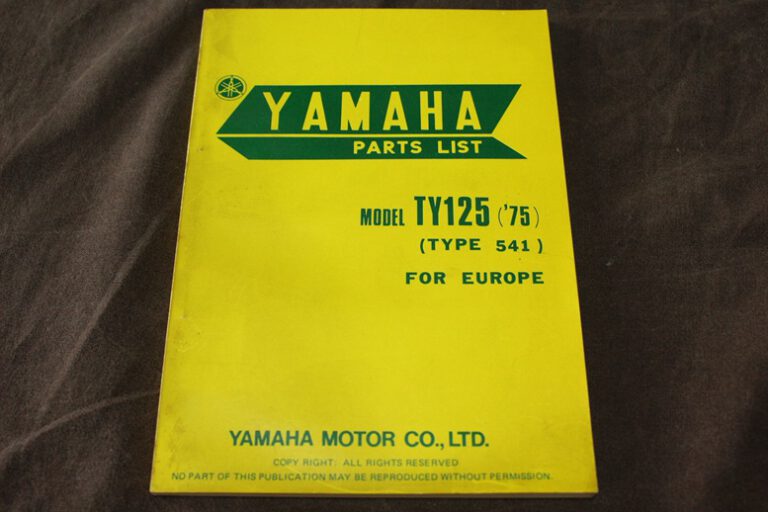 YAMAHA
PARTS LIST
MODEL TY125 ('75)
(TYPE 541)
FOR EUROPE
YAMAHA MOTOR CO., LTD.
COPY RIGHT: ALL RIGHTS RESERVED
NO PART OF THIS PUBLICATION MAY BE REPRODUCED WITHOUT PERMISSION.